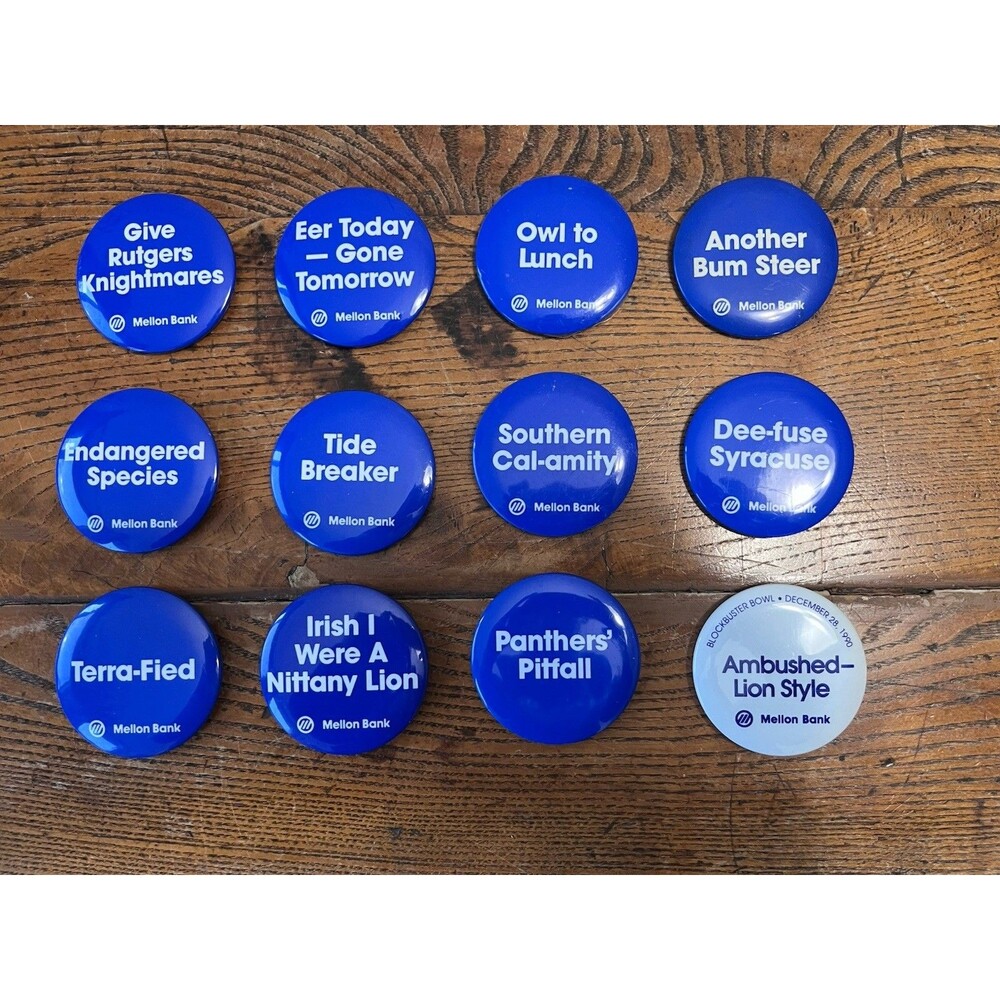 Give
Rutgers
Knightmares
Mellon Bank
Eer Today
— Gone
Tomorrow
Mellon Bank
Owl to
Lunch
Mellon Bank
Another
Bum Steer
Mellon Bank
Endangered
Species
Mellon Bank
Tide
Breaker
Mellon Bank
Southern
Cal-amity
Mellon Bank
Dee-fuse
Syracuse
Mellon Bank
Terra-Fied
Mellon Bank
Irish I
Were A
Nittany Lion
Mellon Bank
Panthers'
Pitfall
BLOCKBUSTER BOWL • DECEMBER 28, 1990
Ambushed–
Lion Style
Mellon Bank